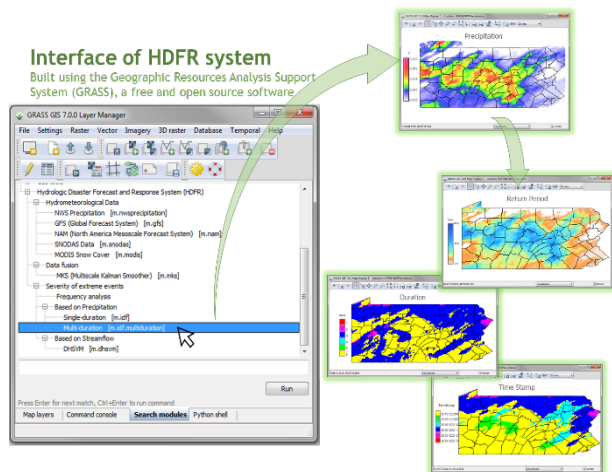 Interface of HDFR system
Built using the Geographic Resources Analysis Support
System (GRASS), a free and open source software
GRASS GIS 7.0.0 Layer Manager
File Settings Raster Vector Imagery 3D raster Database Temporal Help
Hydrologic Disaster Forecast and Response System (HDFR)
Hydrometeorological Data
NWS Precipitation [m.nwsprecipitation]
GFS (Global Forecast System) [m.gfs]
NAM (North America Mesoscale Forecast System) [m.nam]
SNODAS Data [m.snodas]
MODIS Snow Cover [m.modis]
Data fusion
MKS (Multiscale Kalman Smoother) [m.mks]
Severity of extreme events
Frequency analysis
Based on Precipitation
Single-duration [m.idf]
Multi-duration [m.idf.multiduration]
Based on Streamflow
DHSVM [m.dhsvm]
Run
Press Enter for next match, Ctrl+Enter to run command
Map layers Command console Search modules Python shell
Precipitation
Return Period
Duration
Time Stamp